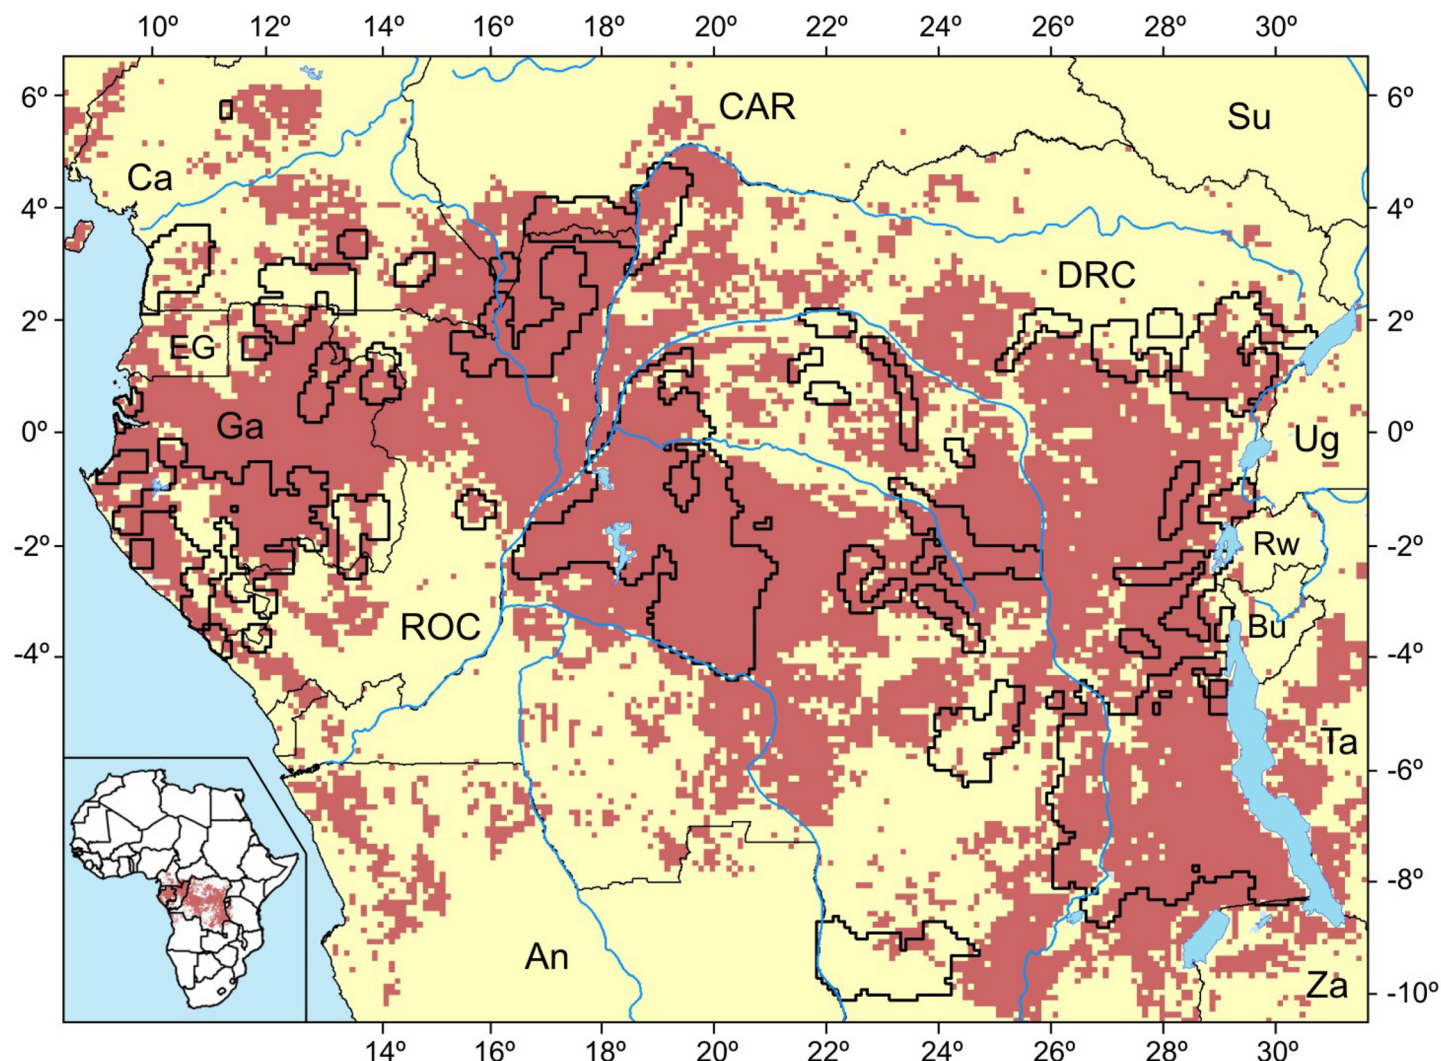 10º 12º 14º 16º 18º 20º 22º 24º 26º 28º 30º
6º CAR Su 6º
Ca
4º 4º
DRC
2º 2º
EG
Ga
0º Ug 0º
-2º Rw -2º
ROC Bu
-4º -4º
Ta
-6º -6º
-8º
An Za
-10º
14º 16º 18º 20º 22º 24º 26º 28º 30º